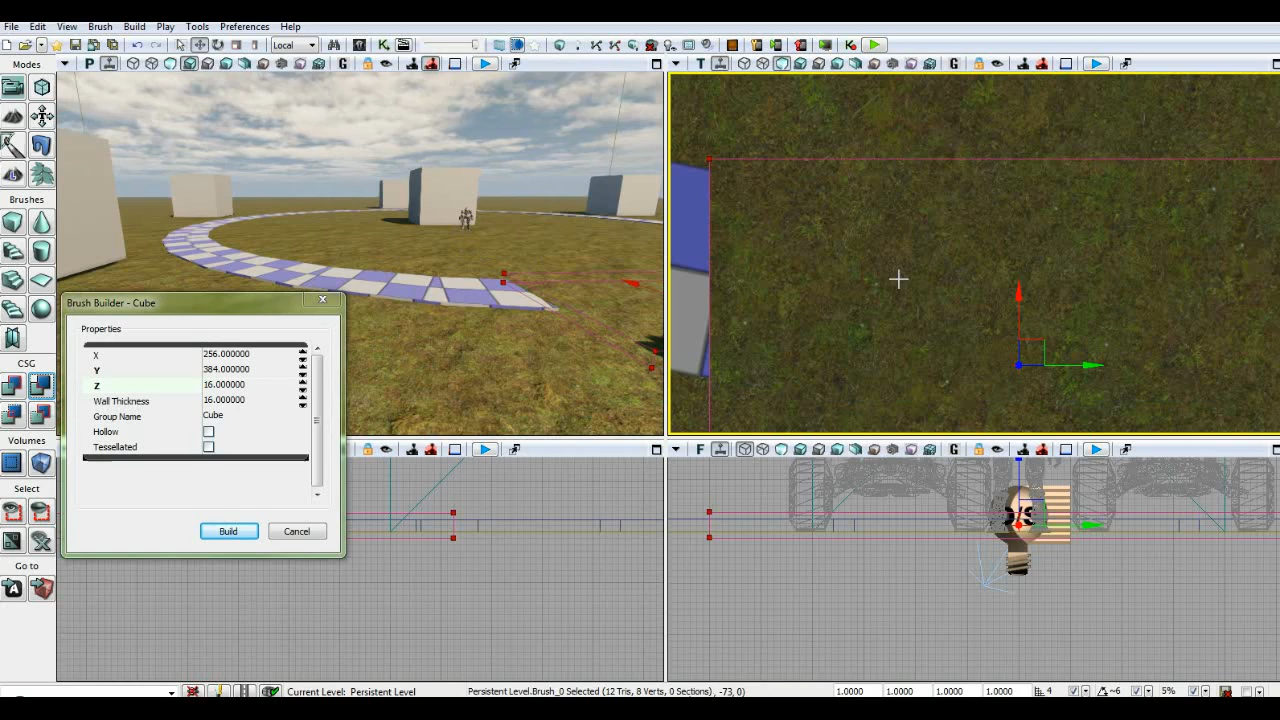 File Edit View Brush Build Play Tools Preferences Help
Local
Modes
P
G
T
G
Brushes
Brush Builder - Cube
Properties
X 256.000000
Y 384.000000
Z 16.000000
Wall Thickness 16.000000
Group Name Cube
Hollow
Tessellated
Build Cancel
CSG
Volumes
F
G
Select
Go to
Current Level: Persistent Level
Persistent Level.Brush_0 Selected (12 Tris, 8 Verts, 0 Sections) , -73, 0)
1.0000 1.0000 1.0000 1.0000 4 ~6 5%